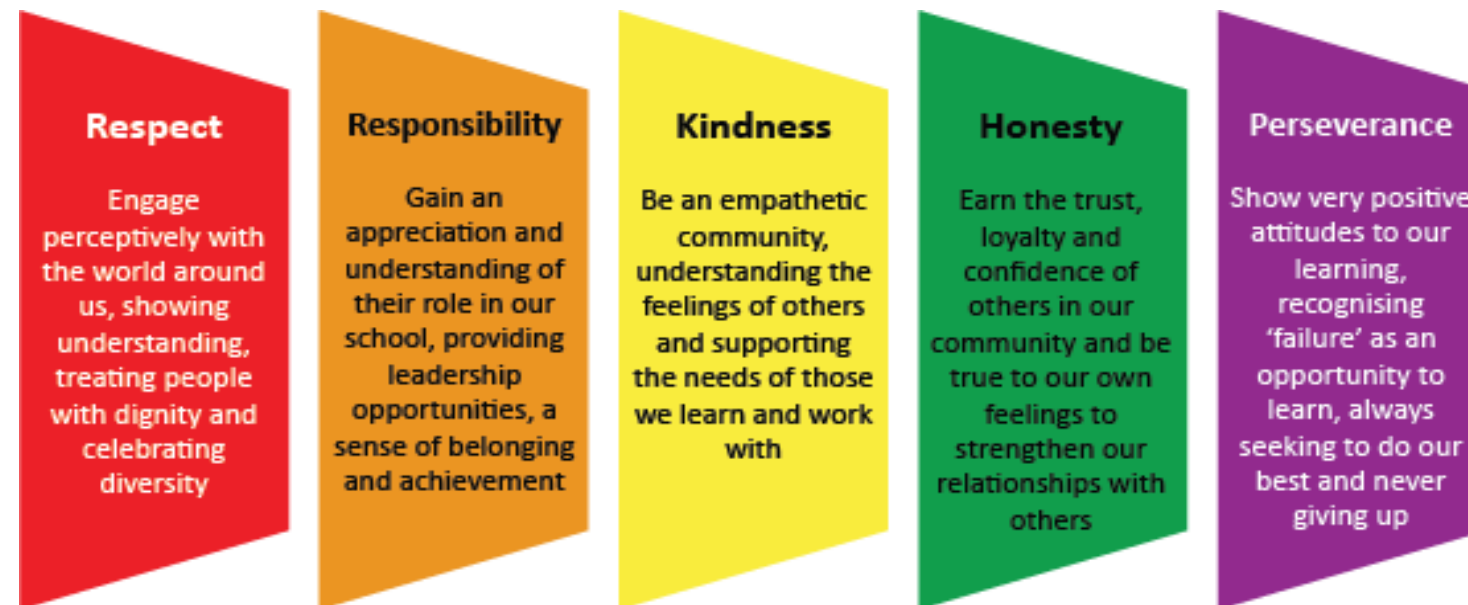 Respect
Engage
perceptively with
the world around
us, showing
understanding,
treating people
with dignity and
celebrating
diversity
Responsibility
Gain an
appreciation and
understanding of
their role in our
school, providing
leadership
opportunities, a
sense of belonging
and achievement
Kindness
Be an empathetic
community,
understanding the
feelings of others
and supporting
the needs of those
we learn and work
with
Honesty
Earn the trust,
loyalty and
confidence of
others in our
community and be
true to our own
feelings to
strengthen our
relationships with
others
Perseverance
Show very positive
attitudes to our
learning,
recognising
‘failure’ as an
opportunity to
learn, always
seeking to do our
best and never
giving up